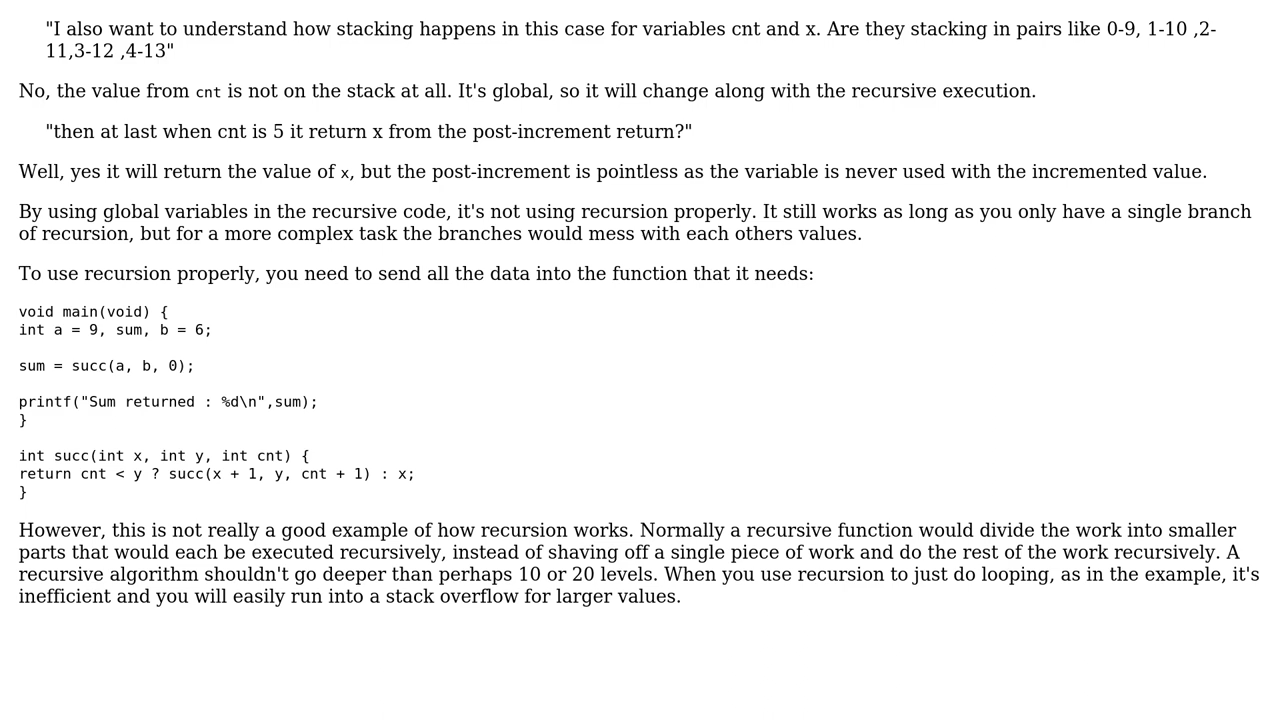 "I also want to understand how stacking happens in this case for variables cnt and x. Are they stacking in pairs like 0-9, 1-10 ,2-
11,3-12 ,4-13"
No, the value from cnt is not on the stack at all. It's global, so it will change along with the recursive execution.
"then at last when cnt is 5 it return x from the post-increment return?"
Well, yes it will return the value of x, but the post-increment is pointless as the variable is never used with the incremented value.
By using global variables in the recursive code, it's not using recursion properly. It still works as long as you only have a single branch
of recursion, but for a more complex task the branches would mess with each others values.
To use recursion properly, you need to send all the data into the function that it needs:
void main(void) {
int a = 9, sum, b = 6;
sum = succ(a, b, 0);
printf("Sum returned : %d\n",sum);
}
int succ(int x, int y, int cnt) {
return cnt < y ? succ(x + 1, y, cnt + 1) : x;
}
However, this is not really a good example of how recursion works. Normally a recursive function would divide the work into smaller
parts that would each be executed recursively, instead of shaving off a single piece of work and do the rest of the work recursively. A
recursive algorithm shouldn't go deeper than perhaps 10 or 20 levels. When you use recursion to just do looping, as in the example, it's
inefficient and you will easily run into a stack overflow for larger values.